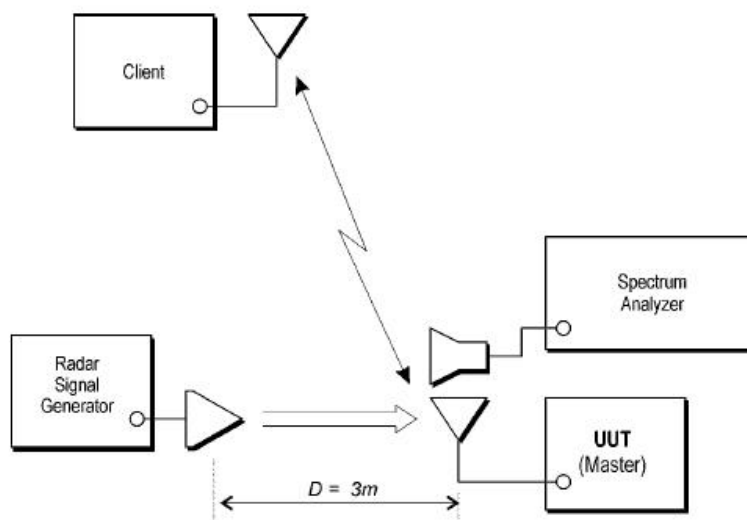 Client
Spectrum
Analyzer
Radar
Signal
Generator
UUT
(Master)
D = 3m